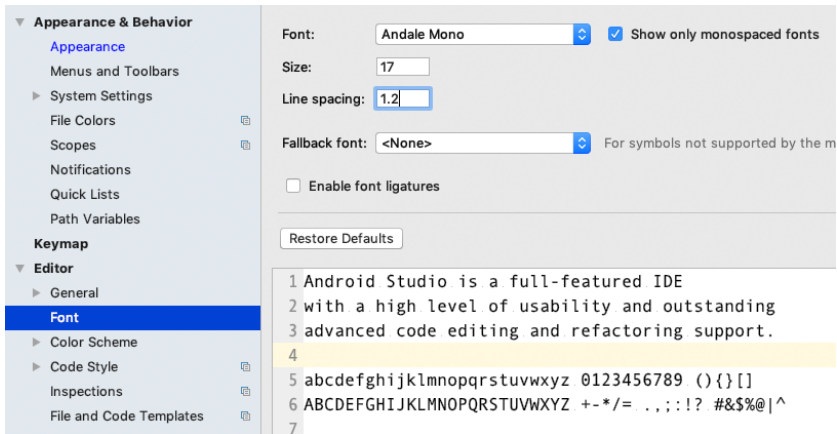 Appearance & Behavior
Appearance
Menus and Toolbars
System Settings
File Colors
Scopes
Notifications
Quick Lists
Path Variables
Keymap
Editor
General
Font
Color Scheme
Code Style
Inspections
File and Code Templates
Font: Andale Mono Show only monospaced fonts
Size: 17
Line spacing: 1.2
Fallback font: <None> For symbols not supported by the m
Enable font ligatures
Restore Defaults
1 Android Studio is a full-featured IDE
2 with a high level of usability and outstanding
3 advanced code editing and refactoring support.
4
5 abcdefghijklmnopqrstuvwxyz 0123456789 (){}[]
6 ABCDEFGHIJKLMNOPQRSTUVWXYZ +-*/= .,;:!? #&$%@|^
7